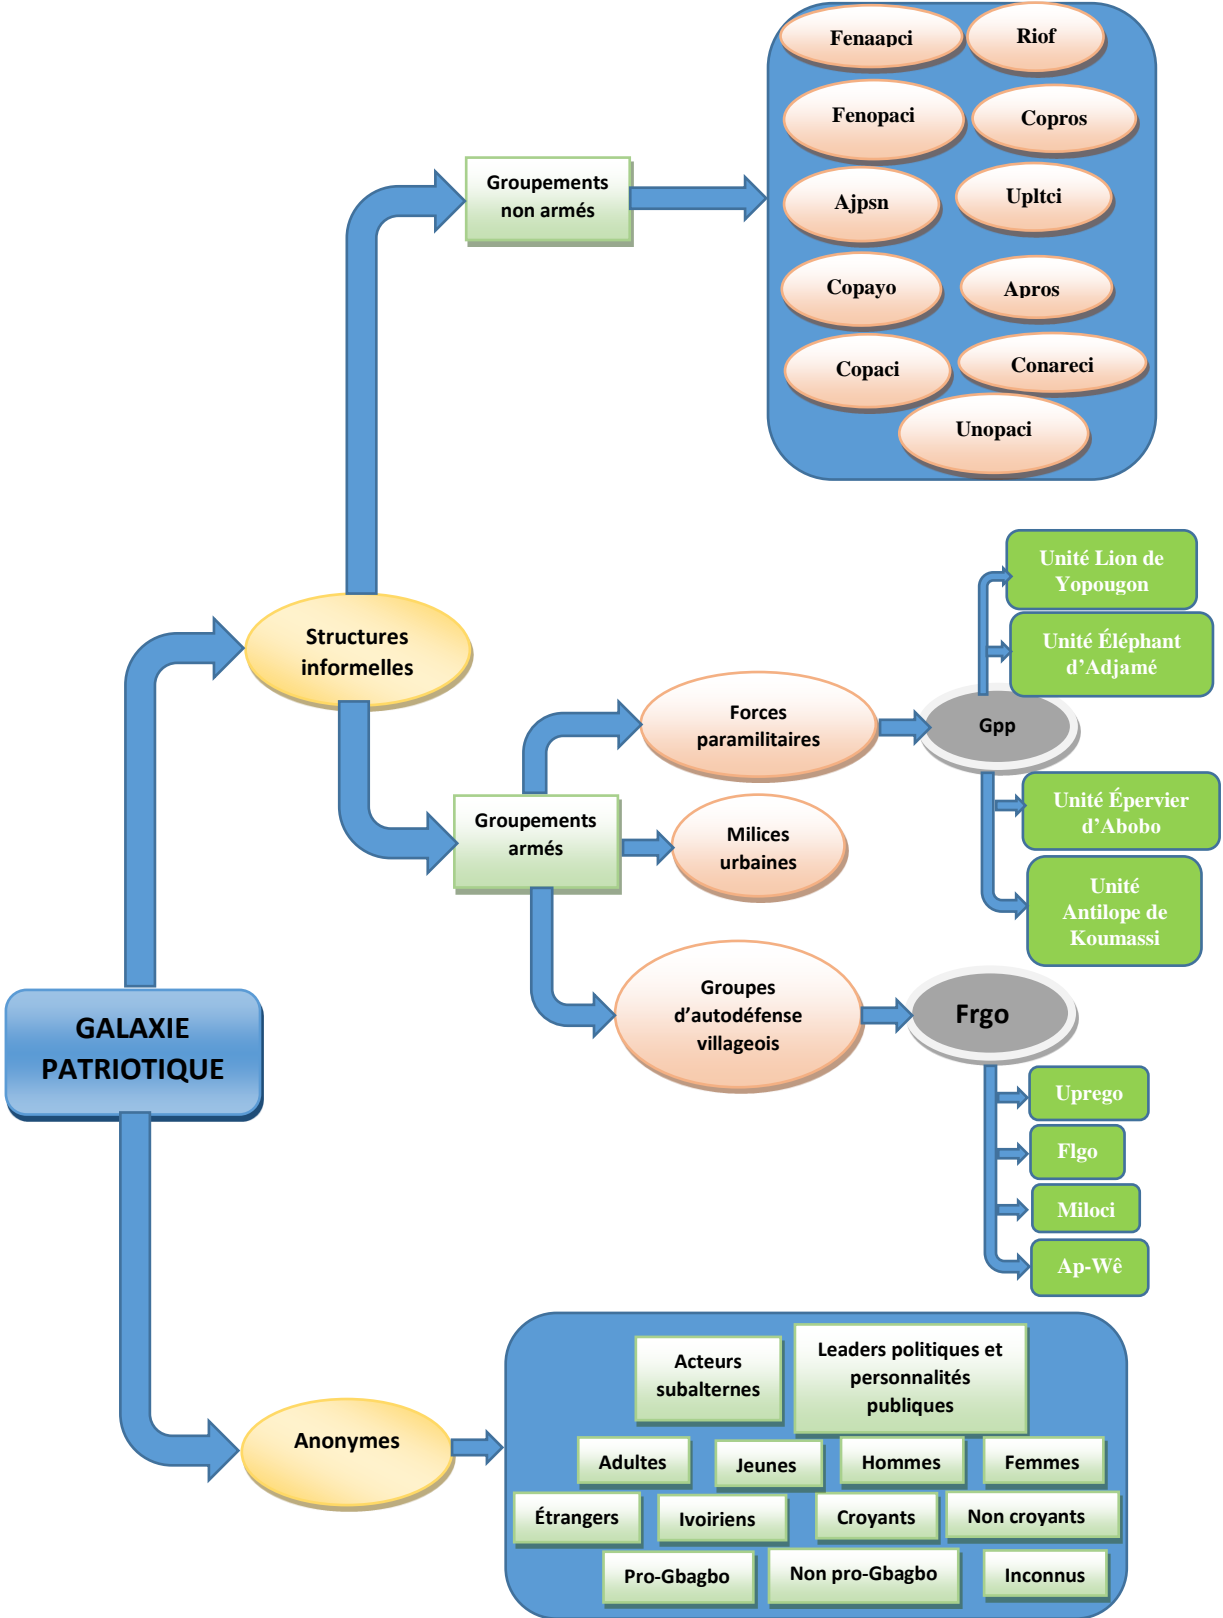 Fenaapci
Riof
Fenopaci
Copros
Groupements
non armés
Ajpsn
Upltci
Copayo
Apros
Copaci
Conareci
Unopaci
Unité Lion de
Yopougon
Structures
informelles
Unité Éléphant
d’Adjamé
Forces
paramilitaires
Gpp
Groupements
armés
Milices
urbaines
Unité Épervier
d’Abobo
Unité
Antilope de
Koumassi
Groupes
d’autodéfense
villageois
Frgo
GALAXIE
PATRIOTIQUE
Uprego
Flgo
Miloci
Ap-Wê
Anonymes
Acteurs
subalternes
Leaders politiques et
personnalités
publiques
Adultes
Jeunes
Hommes
Femmes
Étrangers
Ivoiriens
Croyants
Non croyants
Pro-Gbagbo
Non pro-Gbagbo
Inconnus